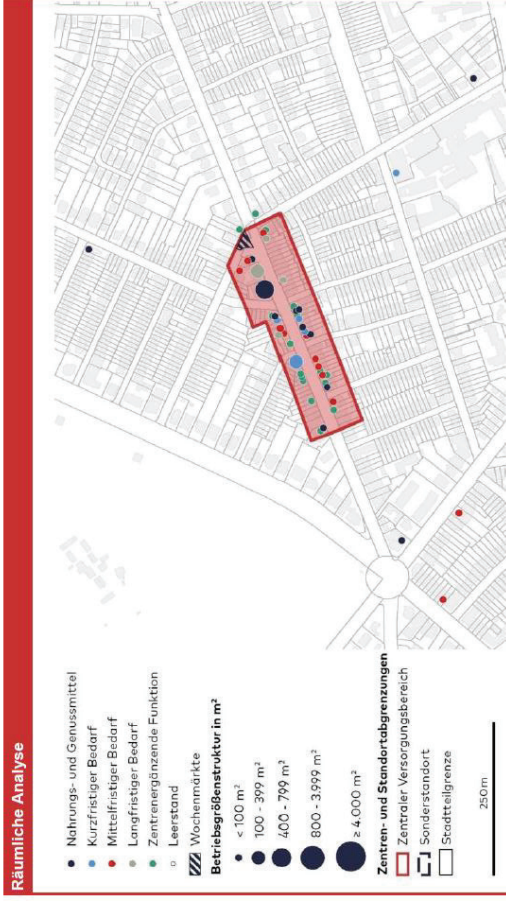 Räumliche Analyse
Nahrungs- und Genussmittel
Kurzfristiger Bedarf
Mittelfristiger Bedarf
Langfristiger Bedarf
Zentrenergänzende Funktion
Leerstand
Wochenmärkte
Betriebsgrößenstruktur in m²
< 100 m²
100 - 399 m²
400 - 799 m²
800 - 3.999 m²
≥ 4.000 m²
Zentren- und Standortabgrenzungen
Zentraler Versorgungsbereich
Sonderstandort
Stadtteilgrenze
250 m